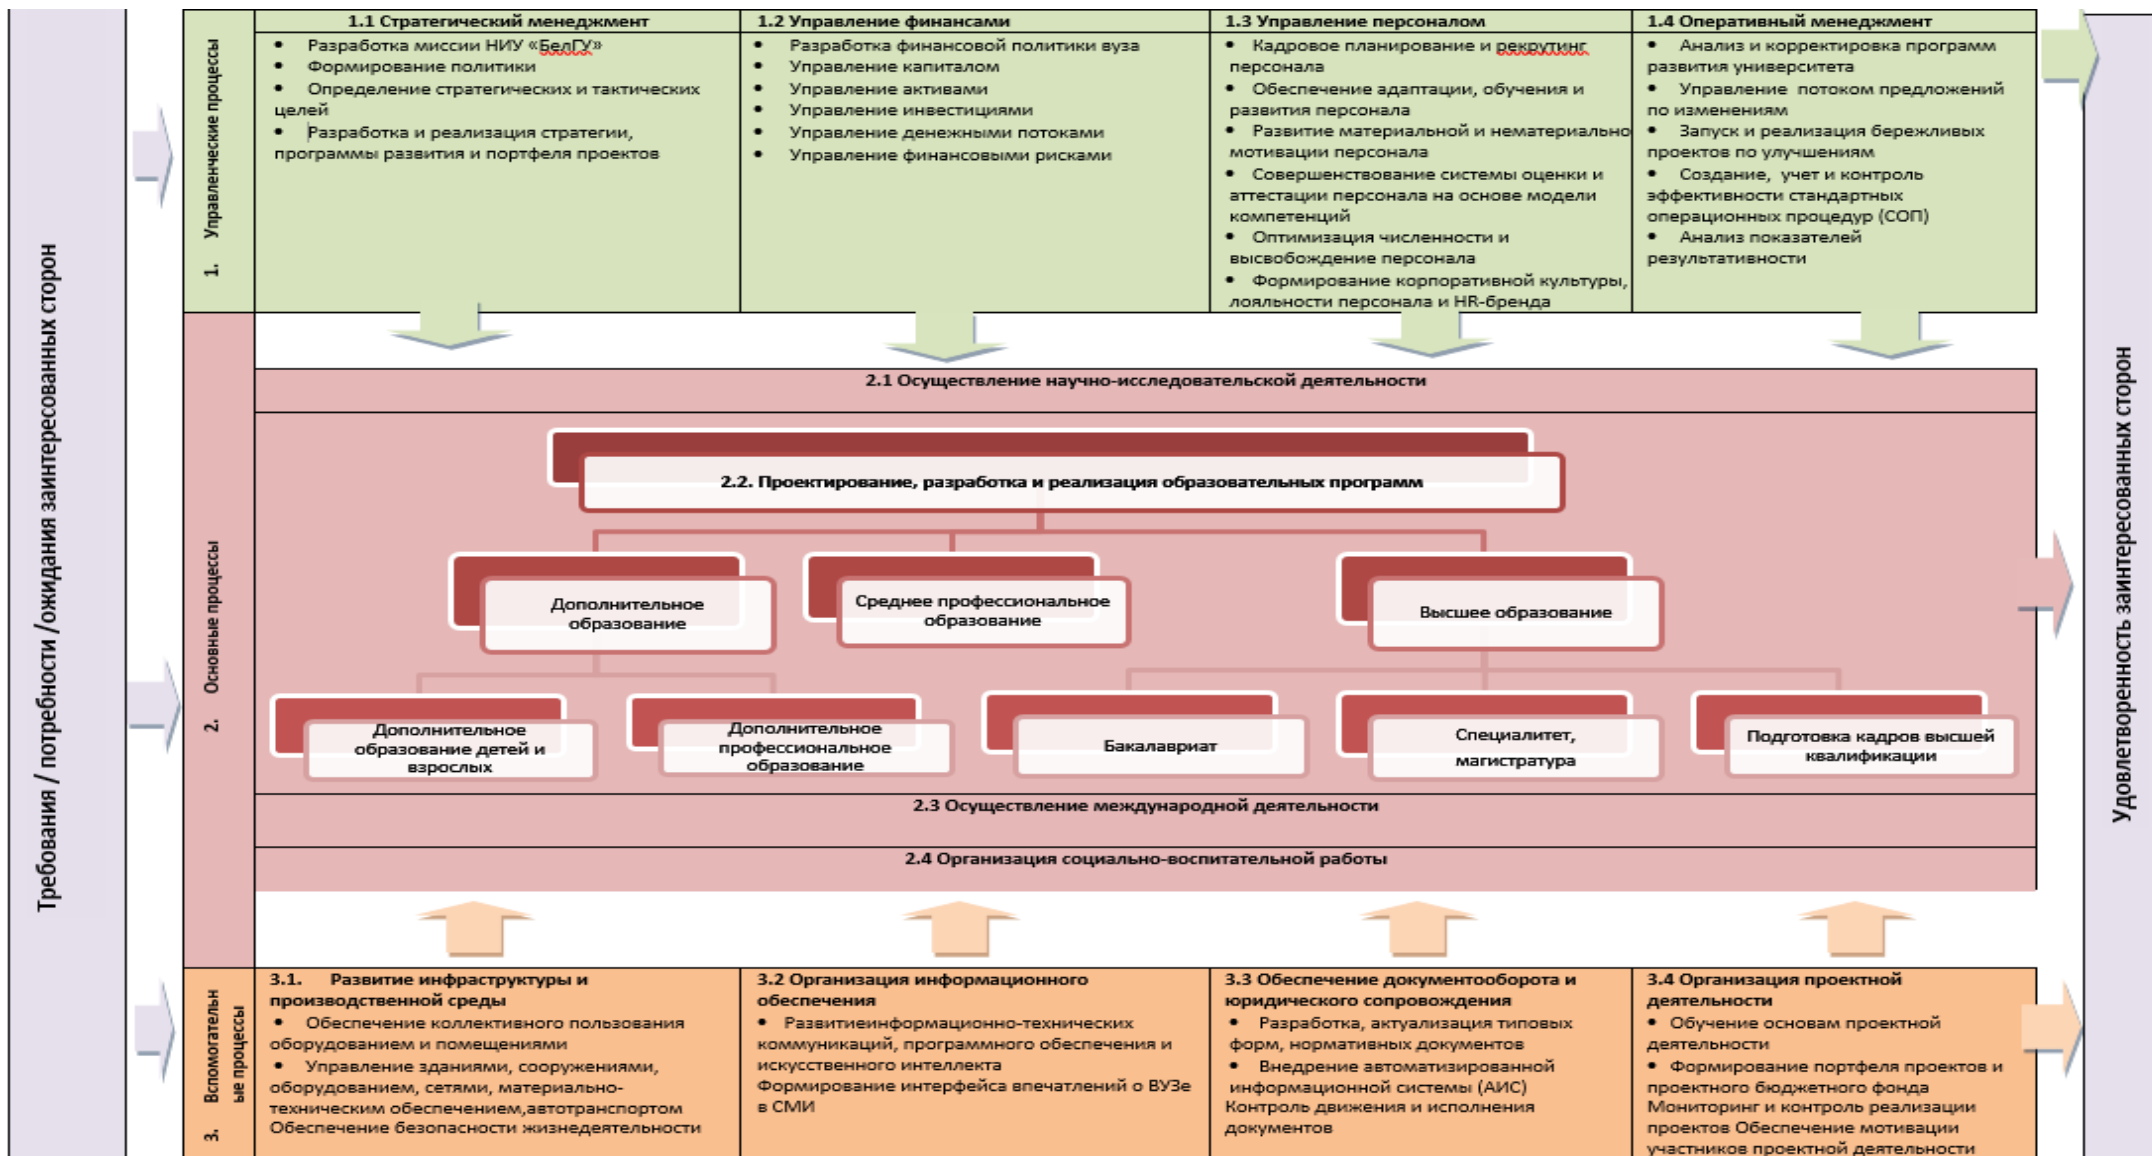 Требования / потребности /ожидания заинтересованных сторон
1. Управленческие процессы
1.1 Стратегический менеджмент
• Разработка миссии НИУ «БелГУ»
• Формирование политики
• Определение стратегических и тактических
целей
• Разработка и реализация стратегии,
программы развития и портфеля проектов
1.2 Управление финансами
• Разработка финансовой политики вуза
• Управление капиталом
• Управление активами
• Управление инвестициями
• Управление денежными потоками
• Управление финансовыми рисками
1.3 Управление персоналом
• Кадровое планирование и рекрутинг
персонала
• Обеспечение адаптации, обучения и
развития персонала
• Развитие материальной и нематериально
мотивации персонала
• Совершенствование системы оценки и
аттестации персонала на основе модели
компетенций
• Оптимизация численности и
высвобождение персонала
• Формирование корпоративной культуры,
лояльности персонала и HR-бренда
1.4 Оперативный менеджмент
• Анализ и корректировка программ
развития университета
• Управление потоком предложений
по изменениям
• Запуск и реализация бережливых
проектов по улучшениям
• Создание, учет и контроль
эффективности стандартных
операционных процедур (СОП)
• Анализ показателей
результативности
2. Основные процессы
2.1 Осуществление научно-исследовательской деятельности
2.2. Проектирование, разработка и реализация образовательных программ
Дополнительное
образование
Среднее профессиональное
образование
Высшее образование
Дополнительное
образование детей и
взрослых
Дополнительное
профессиональное
образование
Бакалавриат
Специалитет,
магистратура
Подготовка кадров высшей
квалификации
2.3 Осуществление международной деятельности
2.4 Организация социально-воспитательной работы
3. Вспомогательн
ые процессы
3.1. Развитие инфраструктуры и
производственной среды
• Обеспечение коллективного пользования
оборудованием и помещениями
• Управление зданиями, сооружениями,
оборудованием, сетями, материально-
техническим обеспечением,автотранспортом
Обеспечение безопасности жизнедеятельности
3.2 Организация информационного
обеспечения
• Развитиеинформационно-технических
коммуникаций, программного обеспечения и
искусственного интеллекта
Формирование интерфейса впечатлений о ВУЗе
в СМИ
3.3 Обеспечение документооборота и
юридического сопровождения
• Разработка, актуализация типовых
форм, нормативных документов
• Внедрение автоматизированной
информационной системы (АИС)
Контроль движения и исполнения
документов
3.4 Организация проектной
деятельности
• Обучение основам проектной
деятельности
• Формирование портфеля проектов и
проектного бюджетного фонда
Мониторинг и контроль реализации
проектов Обеспечение мотивации
участников проектной деятельности
Удовлетворенность заинтересованных сторон